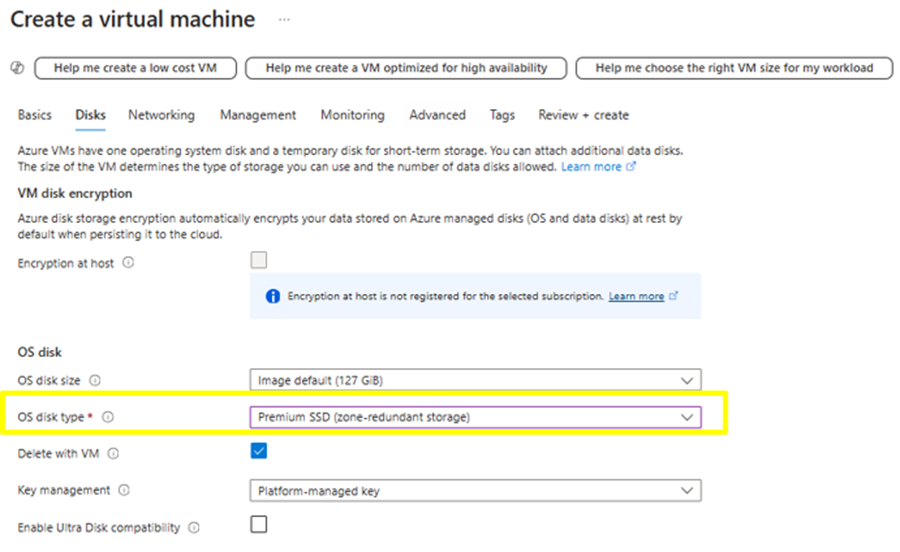 Create a virtual machine ...
Help me create a low cost VM
Help me create a VM optimized for high availability
Help me choose the right VM size for my workload
Basics Disks Networking Management Monitoring Advanced Tags Review + create
Azure VMs have one operating system disk and a temporary disk for short-term storage. You can attach additional data disks.
The size of the VM determines the type of storage you can use and the number of data disks allowed. Learn more
VM disk encryption
Azure disk storage encryption automatically encrypts your data stored on Azure managed disks (OS and data disks) at rest by
default when persisting it to the cloud.
Encryption at host
Encryption at host is not registered for the selected subscription. Learn more
OS disk
OS disk size Image default (127 GiB)
OS disk type * Premium SSD (zone-redundant storage)
Delete with VM
Key management Platform-managed key
Enable Ultra Disk compatibility